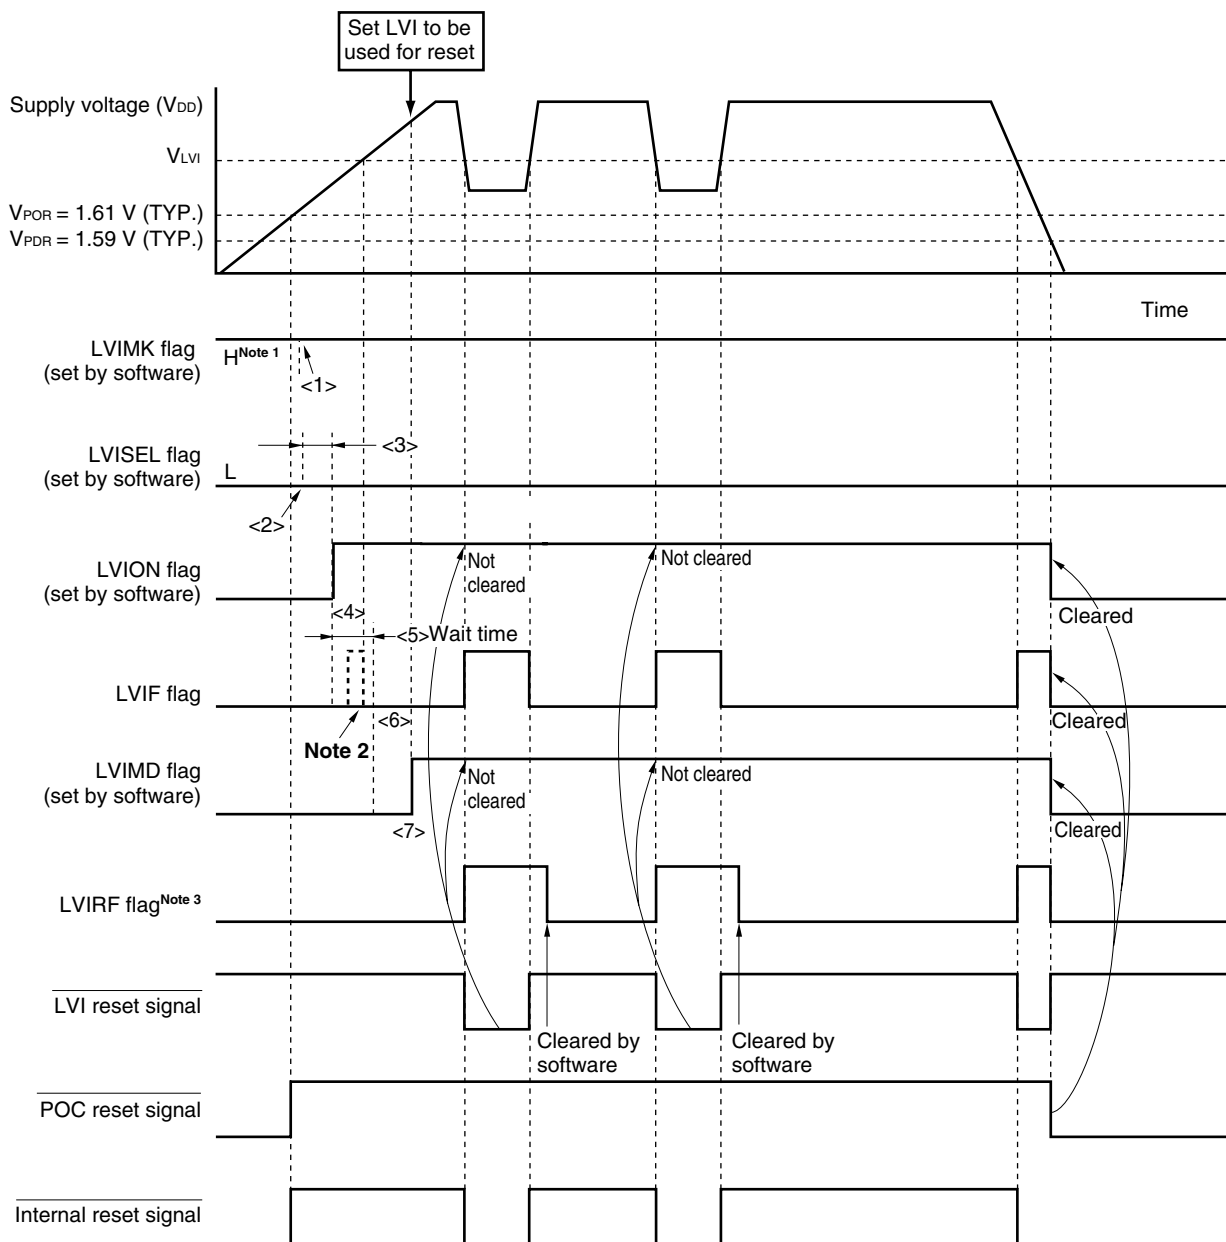 Set LVI to be
used for reset
Supply voltage (VDD)
VLVI
VPOR = 1.61 V (TYP.)
VPDR = 1.59 V (TYP.)
Time
LVIMK flag
(set by software)
HNote 1
<1>
LVISEL flag
(set by software)
L
<3>
<2>
LVION flag
(set by software)
Not
cleared
Not cleared
Cleared
<4>
<5>Wait time
LVIF flag
Note 2
<6>
Cleared
LVIMD flag
(set by software)
Not
cleared
Not cleared
<7>
Cleared
LVIRF flagNote 3
LVI reset signal
Cleared by
software
Cleared by
software
POC reset signal
Internal reset signal